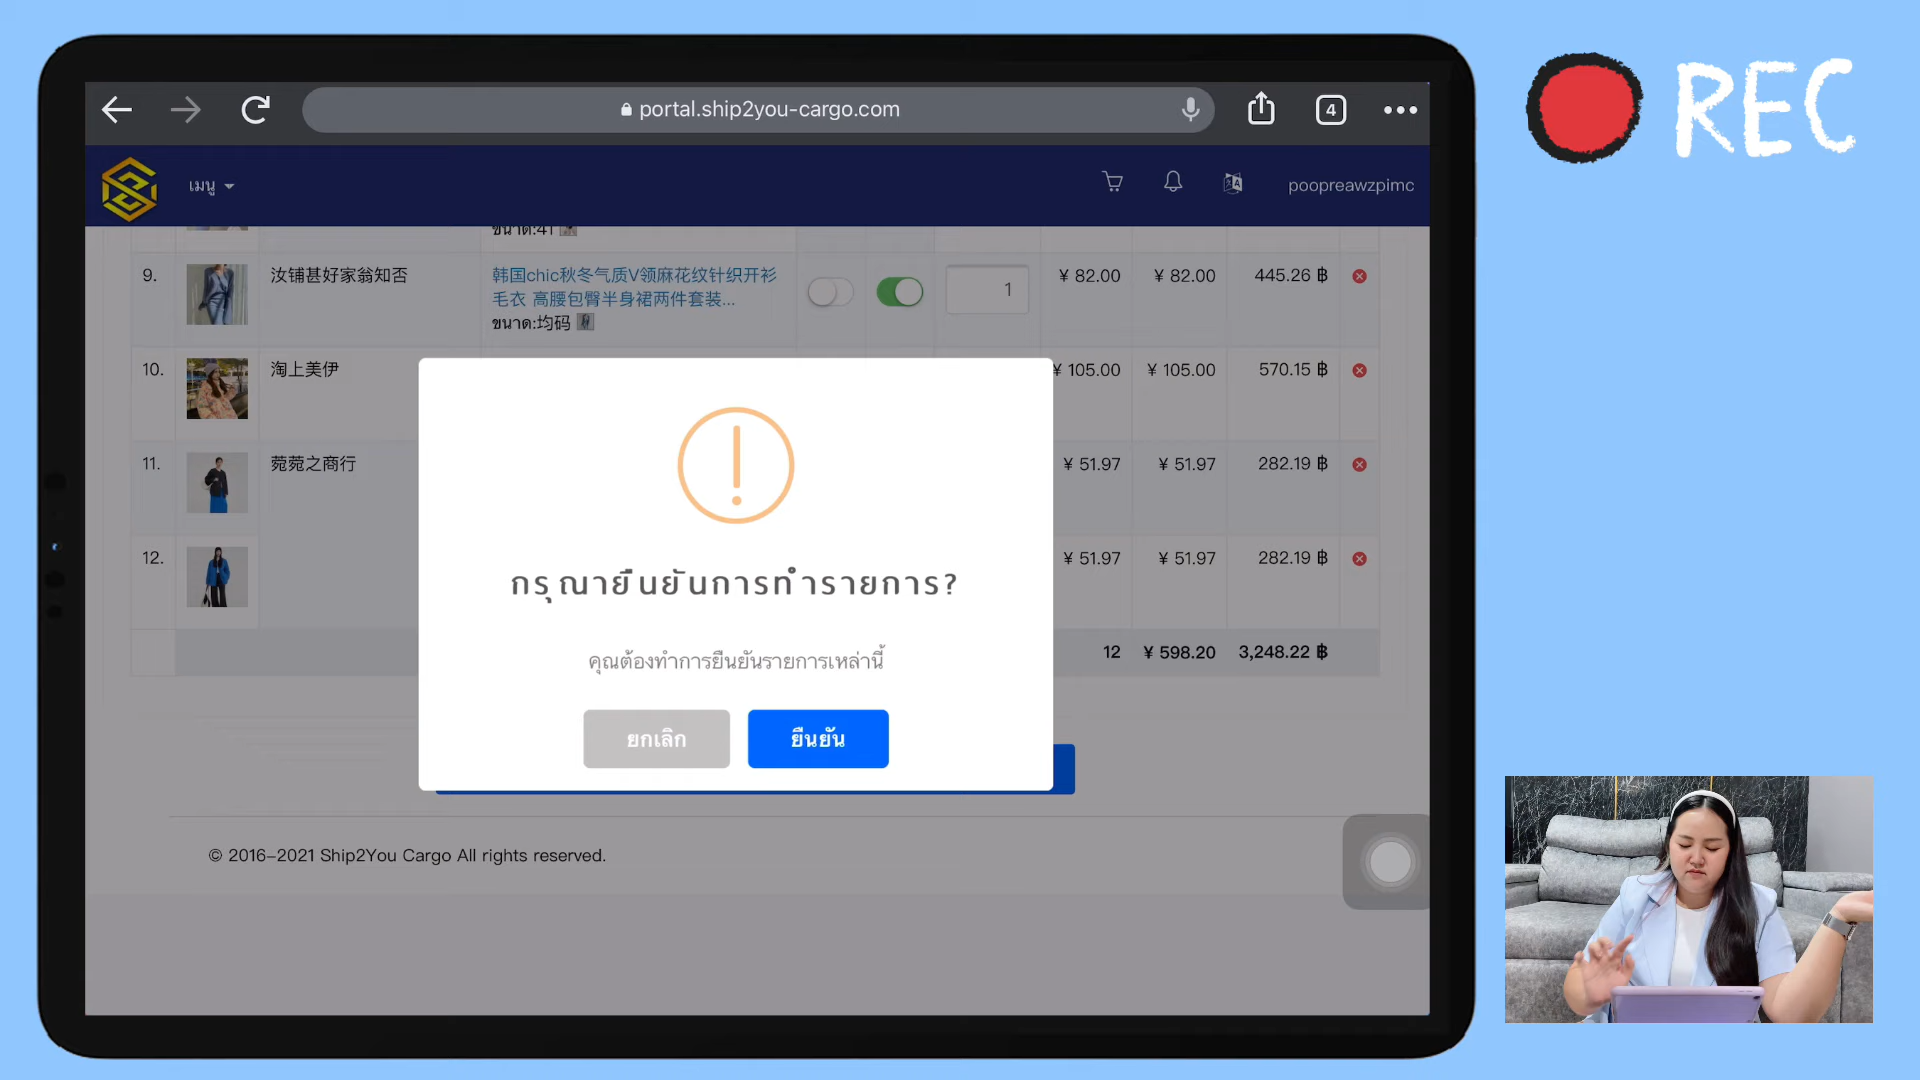 REC
portal.ship2you-cargo.com
4
เมนู
poopreawzpimc
ขนาด:41
9.
汝铺甚好家翁知否
韩国chic秋冬气质V领麻花纹针织开衫
毛衣 高腰包臀半身裙两件套装...
ขนาด:均码
1
¥ 82.00
¥ 82.00
445.26 ฿
10.
淘上美伊
¥ 105.00
¥ 105.00
570.15 ฿
11.
菀菀之商行
¥ 51.97
¥ 51.97
282.19 ฿
12.
¥ 51.97
¥ 51.97
282.19 ฿
12
¥ 598.20
3,248.22 ฿
กรุณายืนยันการทำรายการ?
คุณต้องทำการยืนยันรายการเหล่านี้
ยกเลิก
ยืนยัน
© 2016–2021 Ship2You Cargo All rights reserved.